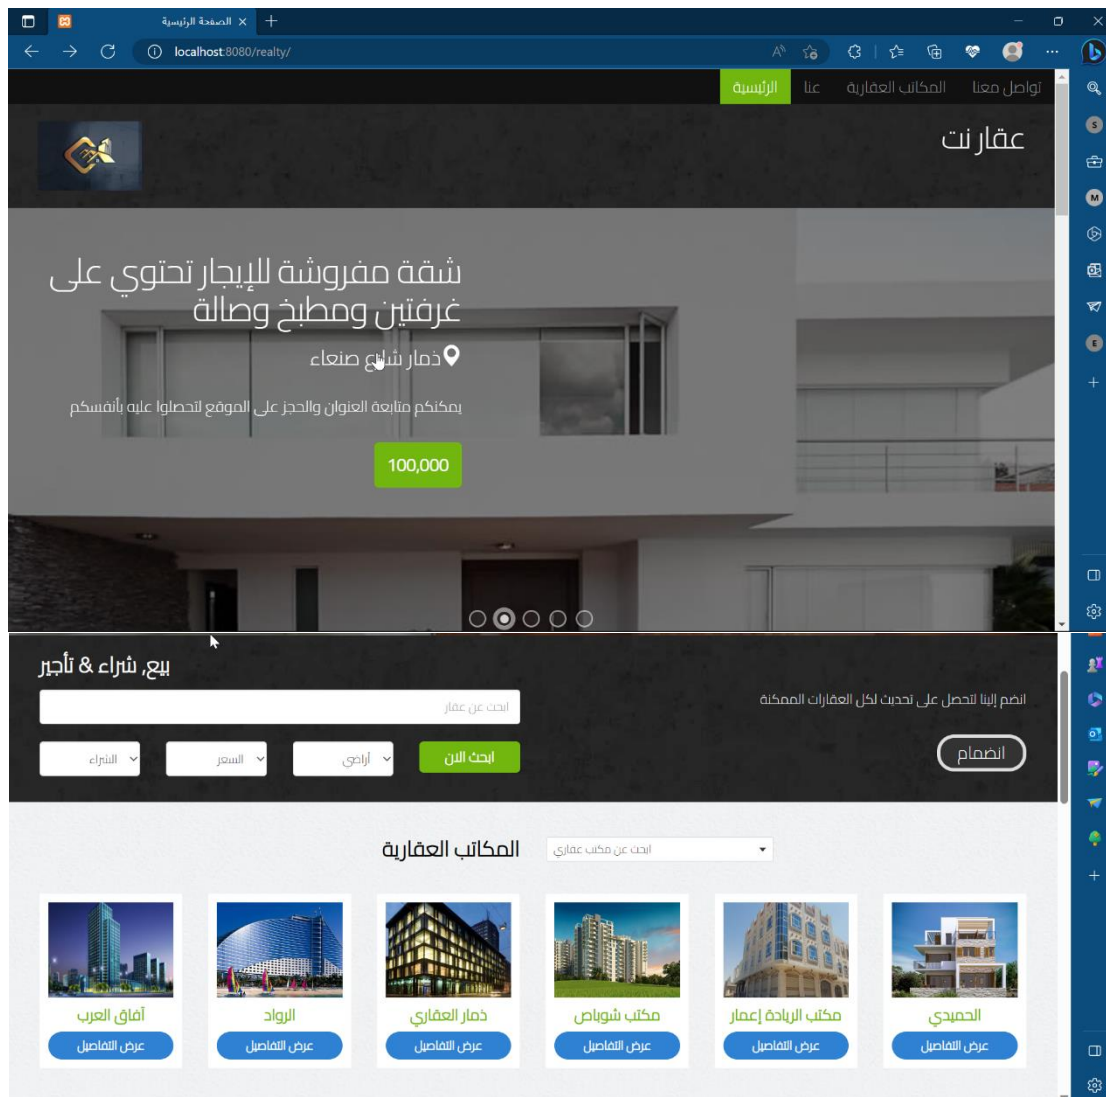 الصفحة الرئيسية
localhost:8080/realty/
الرئيسية عنا المكاتب العقارية تواصل معنا
عقار نت
شقة مفروشة للإيجار تحتوي على
غرفتين ومطبخ وصالة
ذمار شارع صنعاء
يمكنكم متابعة العنوان والحجز على الموقع لتحصلوا عليه بأنفسكم
100,000
بيع, شراء & تأجير
ابحث عن عقار
انضم إلينا لتحصل على تحديث لكل العقارات الممكنة
الشراء السعر أراضي ابحث الان
انضمام
المكاتب العقارية
ابحث عن مكتب عقاري
الحميدي مكتب الريادة إعمار مكتب شوباص ذمار العقاري الرواد آفاق العرب
عرض التفاصيل عرض التفاصيل عرض التفاصيل عرض التفاصيل عرض التفاصيل عرض التفاصيل